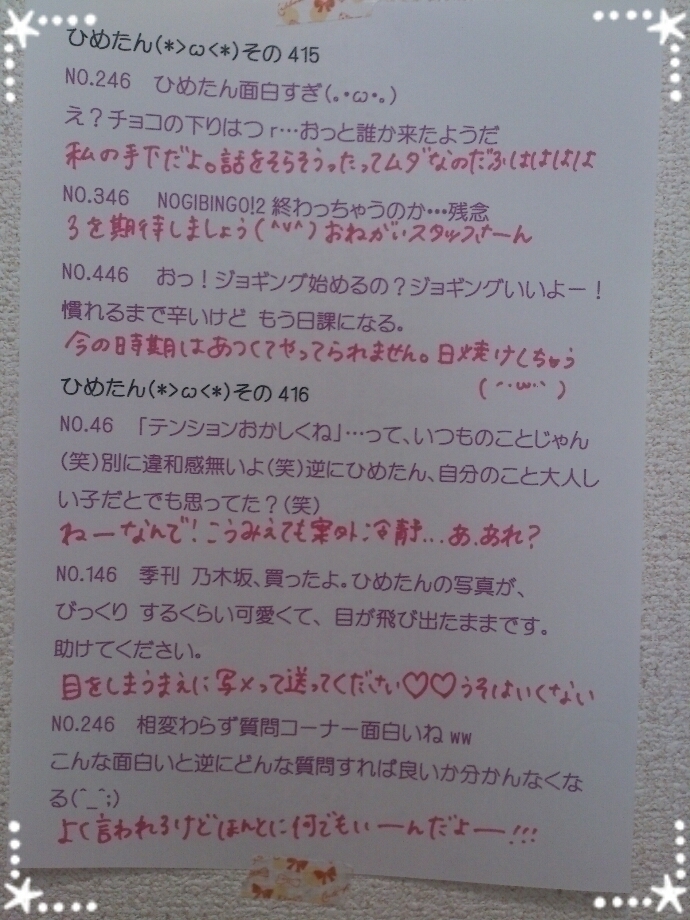 ひめたん(*>ω<*)その415
NO.246 ひめたん面白すぎ(｡･ω･｡)
え？チョコの下りはつr…おっと誰か来たようだ
私の手下だよ。話をそらそうったってムダなのだふはははは
NO.346 NOGIBINGO!2 終わっちゃうのか…残念
3を期待しましょう(^v^)おねがいスタッフさーん
NO.446 おっ！ジョギング始めるの？ジョギングいいよー！
慣れるまで辛いけど もう日課になる。
今の時期はあつくてやってられません。日焼けしちゃう
(¨ω¨)
ひめたん(*>ω<*)その416
NO.46 「テンションおかしくね」…って、いつものことじゃん
(笑)別に違和感無いよ(笑)逆にひめたん、自分のこと大人し
い子だとでも思ってた？(笑)
ねーなんで！こうみえても案外冷静...あ、あれ？
NO.146 季刊 乃木坂、買ったよ。ひめたんの写真が、
びっくり するくらい可愛くて、目が飛び出たままです。
助けてください。
目をしまうまえに写メって送ってください♡♡うそはいくない
NO.246 相変わらず質問コーナー面白いねww
こんな面白いと逆にどんな質問すれば良いか分かんなくな
る(^_^;)
よく言われるけどほんとに何でもいーんだよー!!!